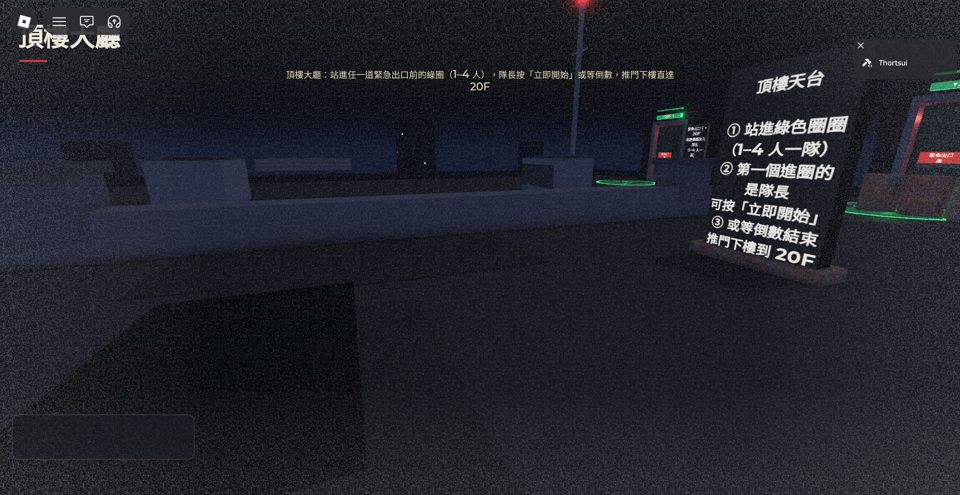 頂樓大廳
頂樓大廳：站進任一道緊急出口前的綠圈（1–4 人），隊長按「立即開始」或等倒數，推門下樓直達
20F
Thortsui
頂樓天台
① 站進綠色圈圈
（1–4 人一隊）
② 第一個進圈的
是隊長
可按「立即開始」
③ 或等倒數結束
推門下樓到 20F
緊急出口